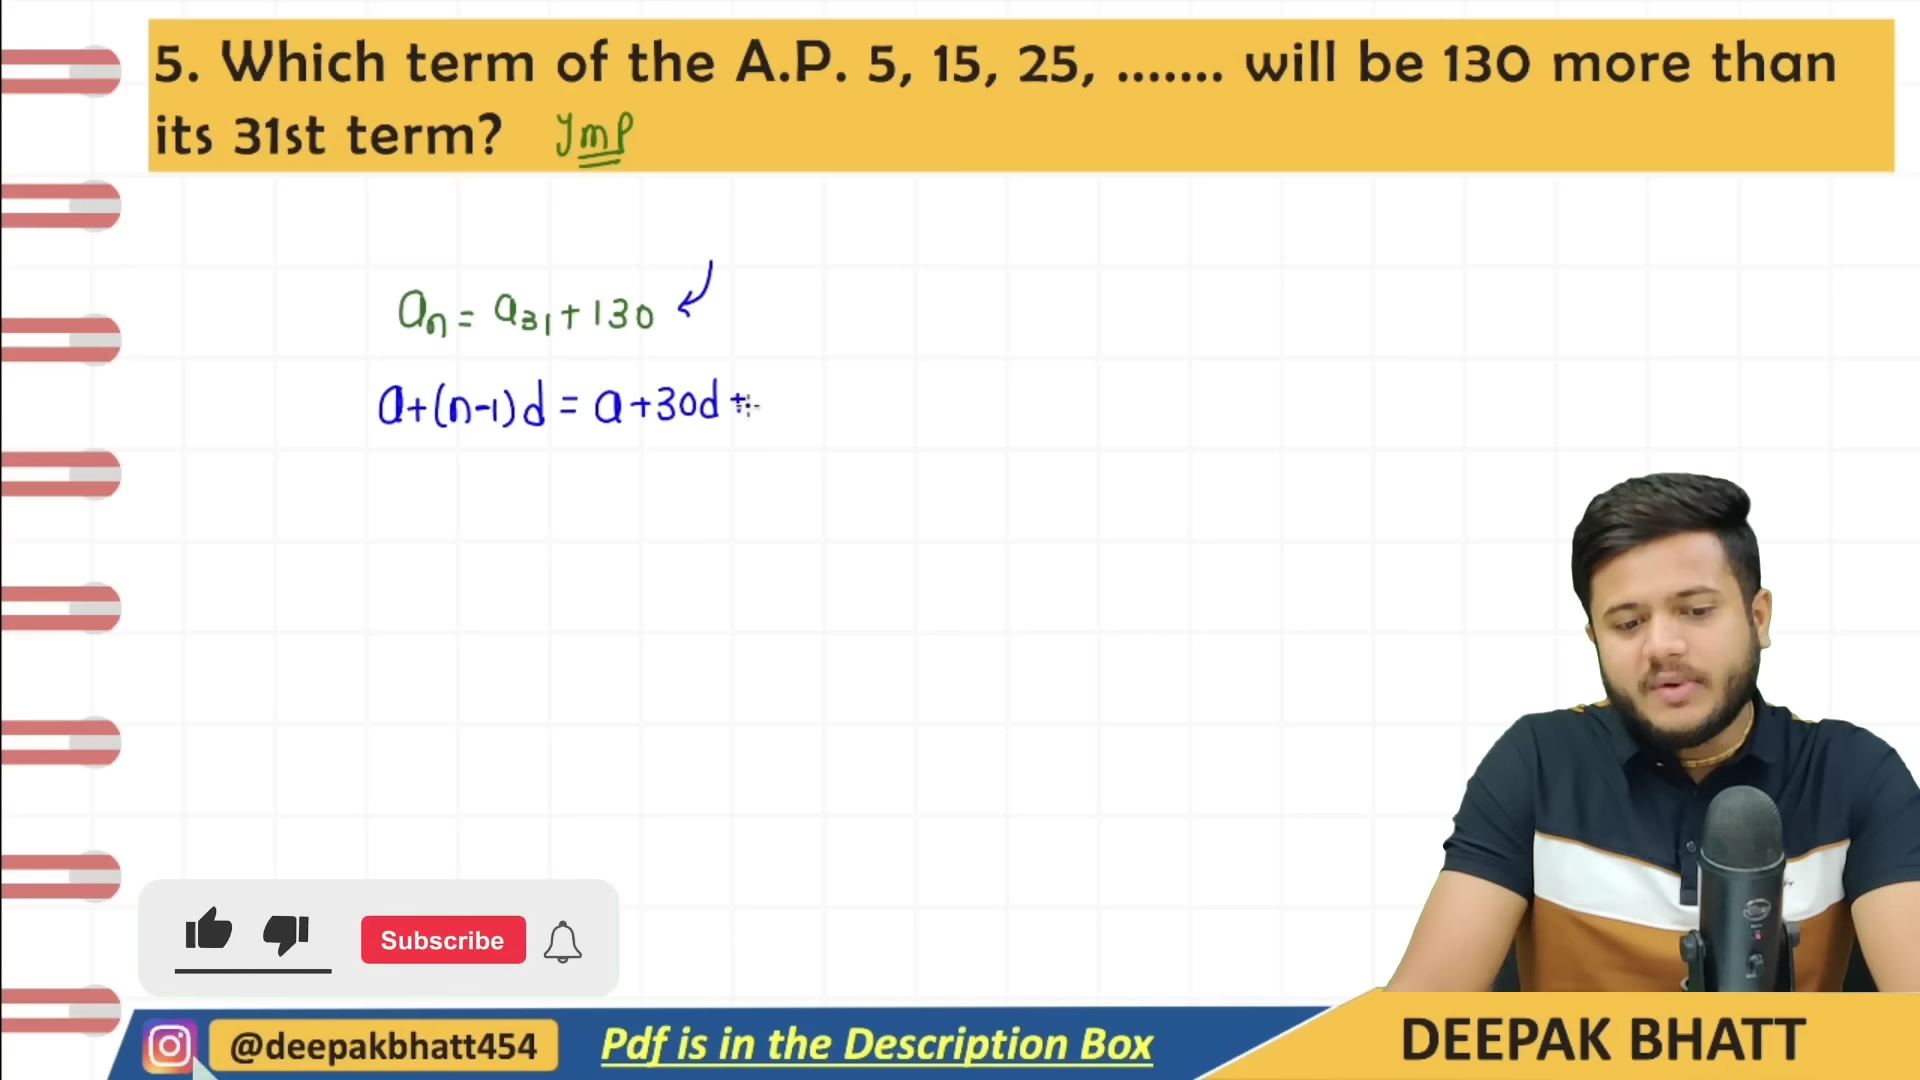 5. Which term of the A.P. 5, 15, 25, ....... will be 130 more than
its 31st term? Imp
aₙ = a₃₁ + 130
a+(n-1)d = a+30d +
Subscribe
@deepakbhatt454
Pdf is in the Description Box
DEEPAK BHATT